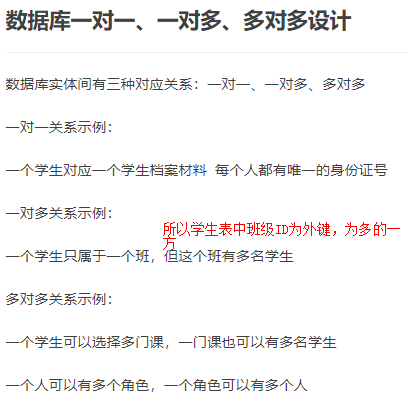 数据库一对一、一对多、多对多设计
数据库实体间有三种对应关系：一对一、一对多、多对多
一对一关系示例：
一个学生对应一个学生档案材料 每个人都有唯一的身份证号
一对多关系示例：
所以学生表中班级ID为外键，为多的一
方
一个学生只属于一个班，但这个班有多名学生
多对多关系示例：
一个学生可以选择多门课，一门课也可以有多名学生
一个人可以有多个角色，一个角色可以有多个人